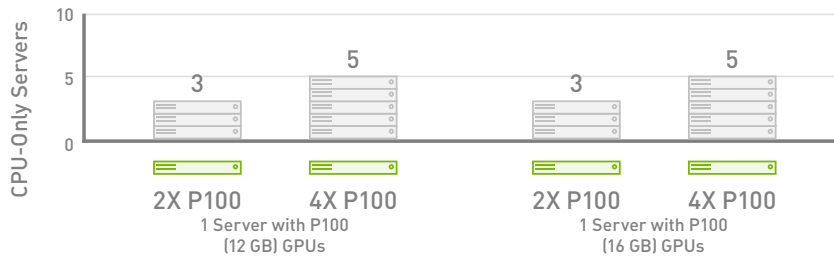 CPU-Only Servers
10
5
0
3
5
3
5
2X P100
4X P100
2X P100
4X P100
1 Server with P100
(12 GB) GPUs
1 Server with P100
(16 GB) GPUs